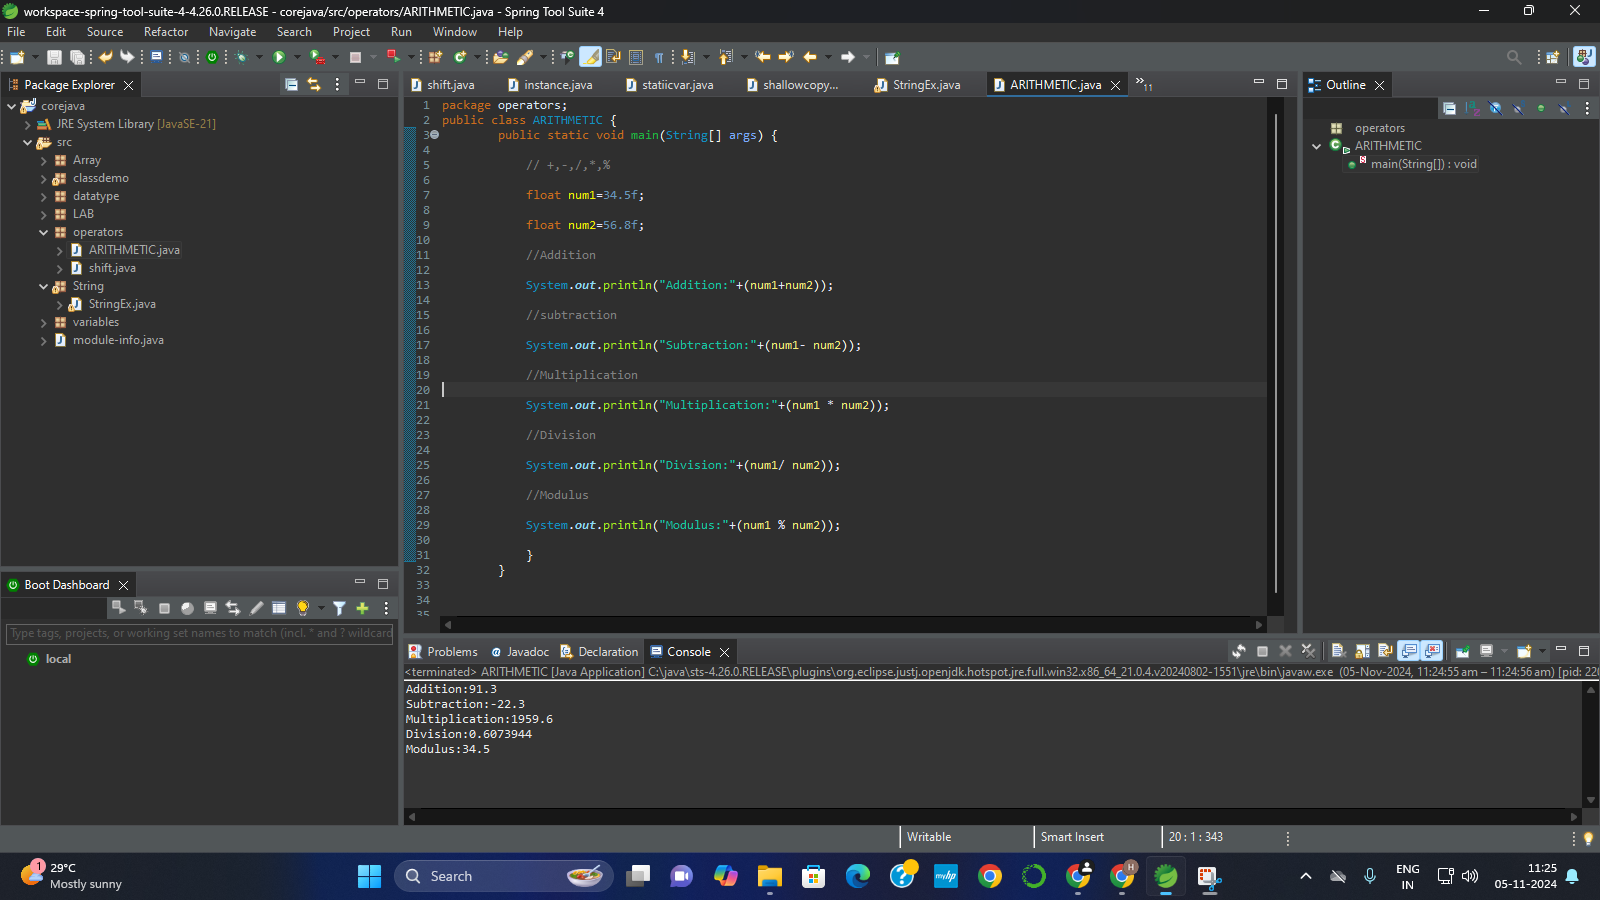 workspace-spring-tool-suite-4-4.26.0.RELEASE - corejava/src/operators/ARITHMETIC.java - Spring Tool Suite 4
File Edit Source Refactor Navigate Search Project Run Window Help
Package Explorer
corejava
JRE System Library [JavaSE-21]
src
Array
classdemo
datatype
LAB
operators
ARITHMETIC.java
shift.java
String
StringEx.java
variables
module-info.java
Boot Dashboard
Type tags, projects, or working set names to match (incl. * and ? wildcard
local
shift.java instance.java staticvar.java shallowcopy... StringEx.java ARITHMETIC.java »11
1 package operators;
2 public class ARITHMETIC {
3 public static void main(String[] args) {
4
5 // +,-,/,*,%
6
7 float num1=34.5f;
8
9 float num2=56.8f;
10
11 //Addition
12
13 System.out.println("Addition:"+(num1+num2));
14
15 //subtraction
16
17 System.out.println("Subtraction:"+(num1- num2));
18
19 //Multiplication
20
21 System.out.println("Multiplication:"+(num1 * num2));
22
23 //Division
24
25 System.out.println("Division:"+(num1/ num2));
26
27 //Modulus
28
29 System.out.println("Modulus:"+(num1 % num2));
30
31 }
32 }
33
34
35
Outline
operators
ARITHMETIC
main(String[]) : void
Problems Javadoc Declaration Console
<terminated> ARITHMETIC [Java Application] C:\java\sts-4.26.0.RELEASE\plugins\org.eclipse.justj.openjdk.hotspot.jre.full.win32.x86_64_21.0.4.v20240802-1551\jre\bin\javaw.exe (05-Nov-2024, 11:24:55 am – 11:24:56 am) [pid: 220
Addition:91.3
Subtraction:-22.3
Multiplication:1959.6
Division:0.6073944
Modulus:34.5
Writable Smart Insert 20 : 1 : 343
1
29°C
Mostly sunny
Search
myhp
H
ENG
IN
11:25
05-11-2024